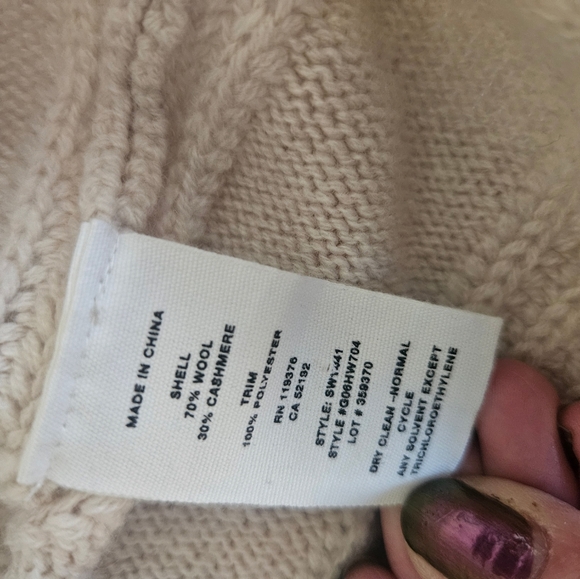 MADE IN CHINA
SHELL
70% WOOL
30% CASHMERE
TRIM
100% POLYESTER
RN 119376
CA 52192
STYLE:
STYLE #G06HW704
LOT # 359370
DRY CLEAN -NORMAL
CYCLE
ANY SOLVENT EXCEPT
TRICHLOROETHYLENE